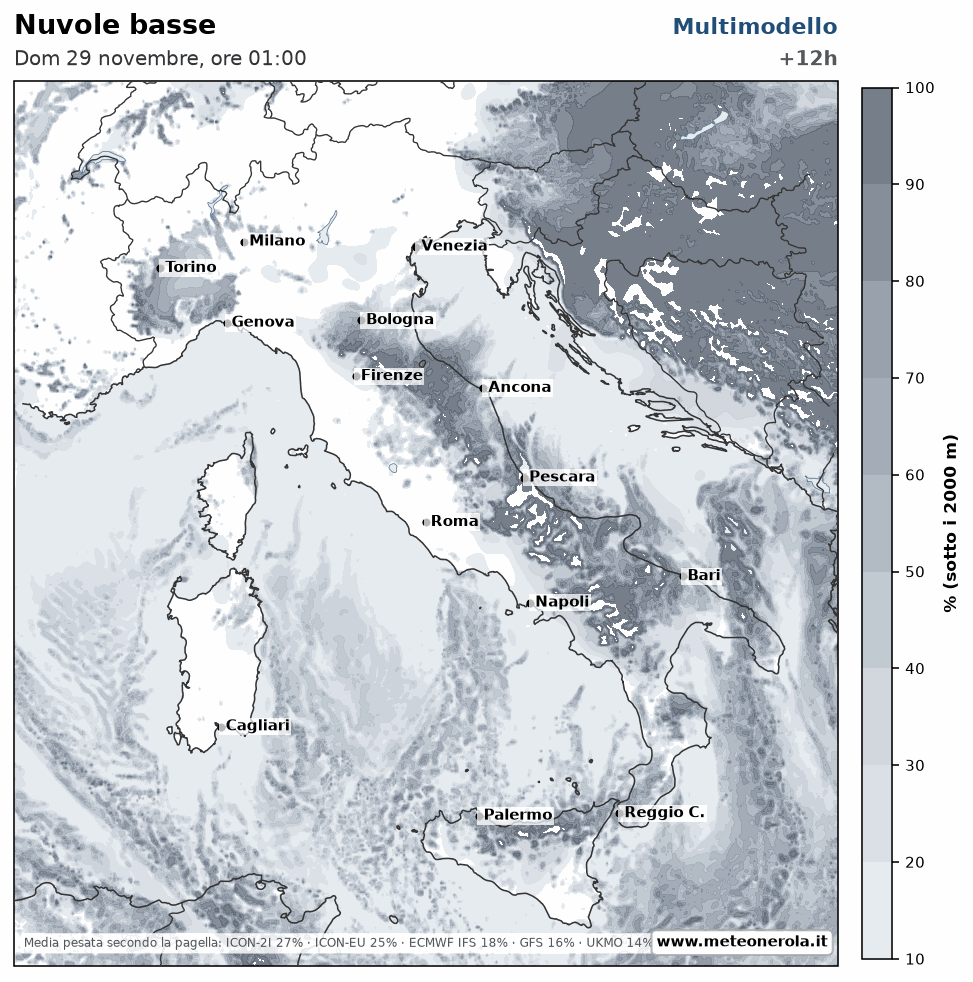 Nuvole basse
Multimodello
Dom 29 novembre, ore 01:00
+12h
Milano
Venezia
Torino
Genova
Bologna
Firenze
Ancona
Pescara
Roma
Bari
Napoli
Cagliari
Palermo
Reggio C.
100
90
80
70
60
50
40
30
20
10
% (sotto i 2000 m)
Media pesata secondo la pagella: ICON-2I 27% · ICON-EU 25% · ECMWF IFS 18% · GFS 16% · UKMO 14%
www.meteonerola.it